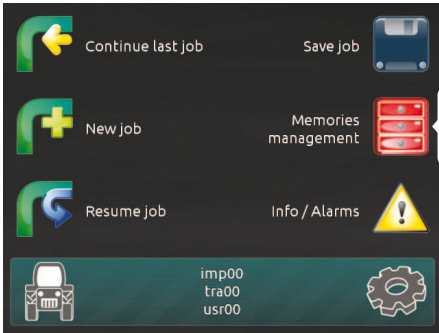 Continue last job
Save job
New job
Memories
management
Resume job
Info / Alarms
imp00
tra00
usr00